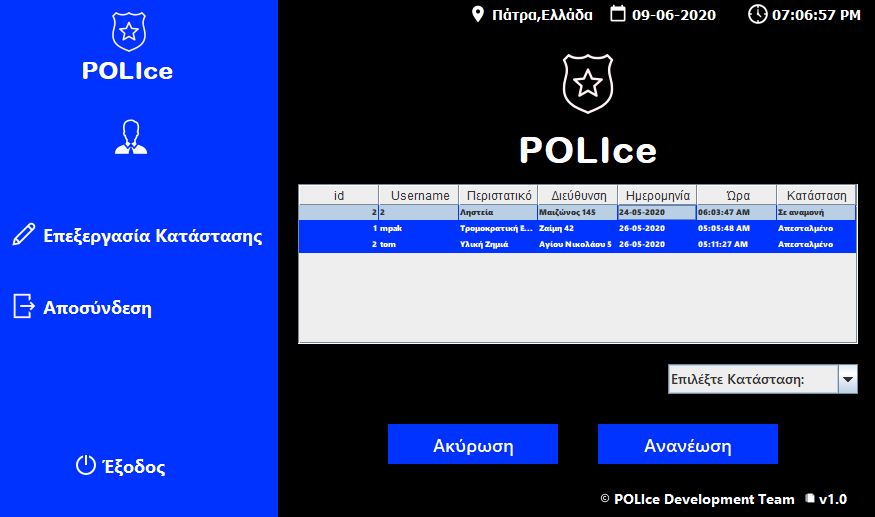 Πάτρα,Ελλάδα 09-06-2020 07:06:57 PM
POLIce
POLIce
id Username Περιστατικό Διεύθυνση Ημερομηνία Ώρα Κατάσταση
2 2 Ληστεία Μαιζώνος 145 24-05-2020 06:03:47 AM Σε αναμονή
1 mpak Τρομοκρατική Ε... Ζαίμη 42 26-05-2020 05:05:48 AM Απεσταλμένο
2 tom Υλική Ζημιά Αγίου Νικολάου 5 26-05-2020 05:11:27 AM Απεσταλμένο
Επεξεργασία Κατάστασης
Αποσύνδεση
Επιλέξτε Κατάσταση:
Ακύρωση Ανανέωση
Έξοδος
© POLIce Development Team v1.0